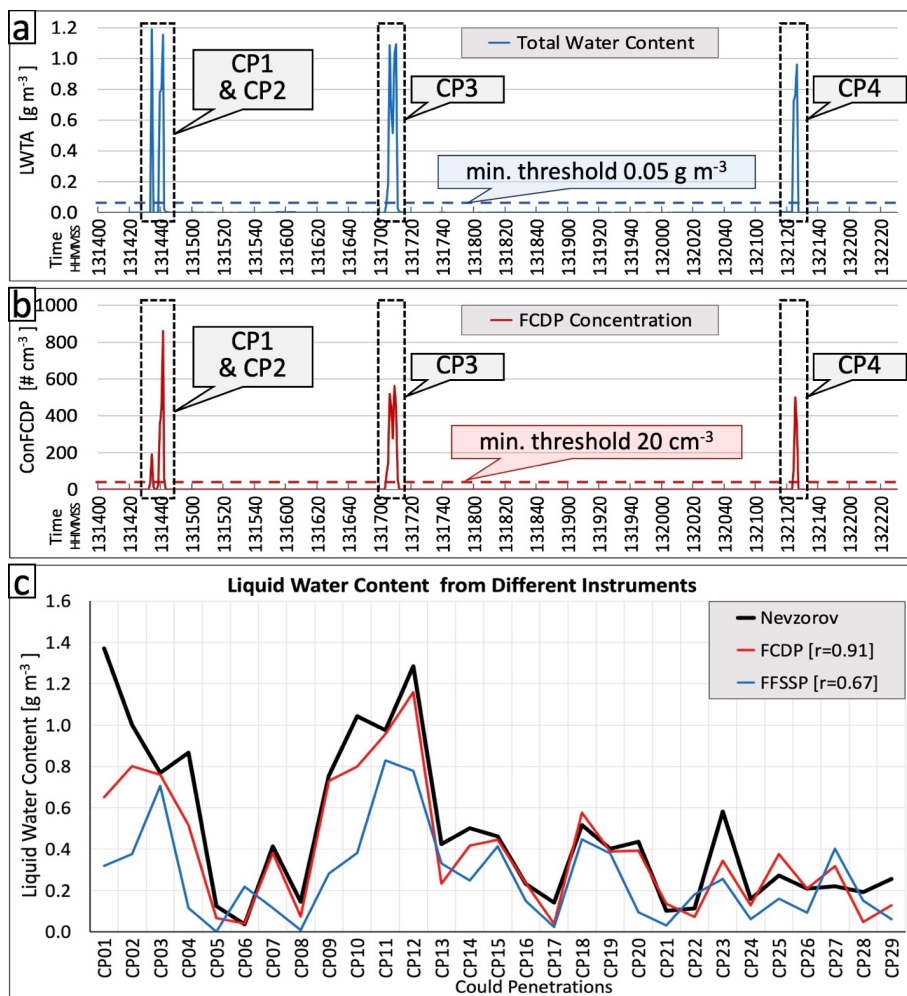 a
LWTA [g m⁻³]
1.2
1.0
0.8
0.6
0.4
0.2
0.0
Total Water Content
CP1
& CP2
CP3
CP4
min. threshold 0.05 g m⁻³
Time
HHMMSS
131400
131420
131440
131500
131520
131540
131600
131620
131640
131700
131720
131740
131800
131820
131840
131900
131920
131940
132000
132020
132040
132100
132120
132140
132200
132220
b
ConFCDP [# cm⁻³]
1000
800
600
400
200
0
FCDP Concentration
CP1
& CP2
CP3
CP4
min. threshold 20 cm⁻³
Time
HHMMSS
131400
131420
131440
131500
131520
131540
131600
131620
131640
131700
131720
131740
131800
131820
131840
131900
131920
131940
132000
132020
132040
132100
132120
132140
132200
132220
c
Liquid Water Content from Different Instruments
Liquid Water Content [g m⁻³]
1.6
1.4
1.2
1.0
0.8
0.6
0.4
0.2
0.0
Nevzorov
FCDP [r=0.91]
FFSSP [r=0.67]
CP01
CP02
CP03
CP04
CP05
CP06
CP07
CP08
CP09
CP10
CP11
CP12
CP13
CP14
CP15
CP16
CP17
CP18
CP19
CP20
CP21
CP22
CP23
CP24
CP25
CP26
CP27
CP28
CP29
Could Penetrations